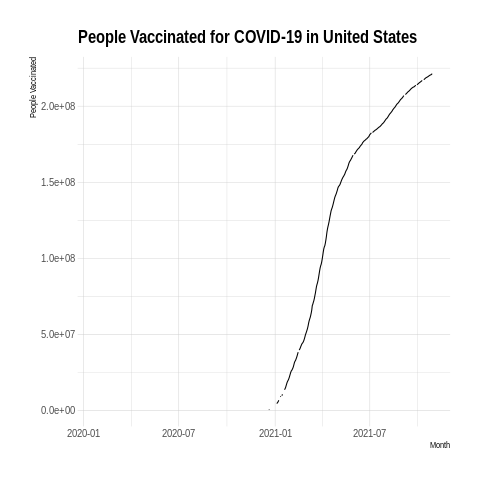 People Vaccinated for COVID-19 in United States
People Vaccinated
2.0e+08
1.5e+08
1.0e+08
5.0e+07
0.0e+00
2020-01 2020-07 2021-01 2021-07
Month